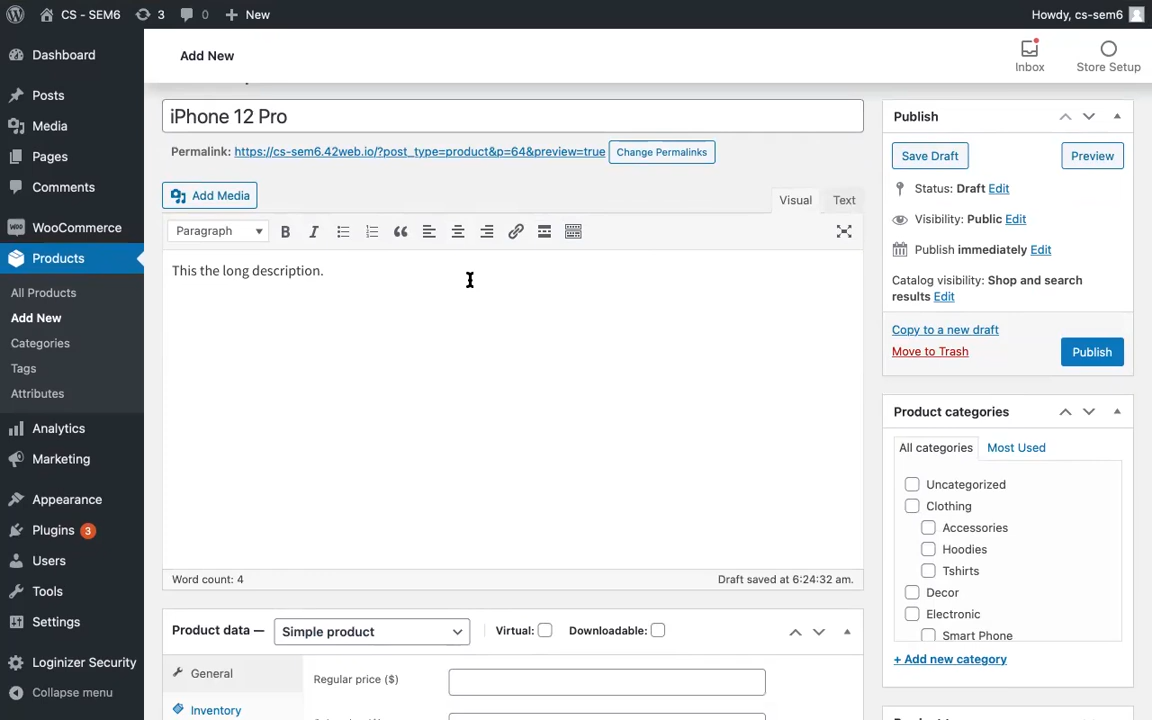 CS - SEM6 3 0 New Howdy, cs-sem6
Dashboard
Posts
Media
Pages
Comments
WooCommerce
Products
All Products
Add New
Categories
Tags
Attributes
Analytics
Marketing
Appearance
Plugins 3
Users
Tools
Settings
Loginizer Security
Collapse menu
Add New
Inbox
Store Setup
iPhone 12 Pro
Permalink: https://cs-sem6.42web.io/?post_type=product&p=64&preview=true Change Permalinks
Add Media
Visual Text
Paragraph
This the long description.
Word count: 4 Draft saved at 6:24:32 am.
Product data — Simple product Virtual: Downloadable:
General Regular price ($)
Inventory
Publish
Save Draft Preview
Status: Draft Edit
Visibility: Public Edit
Publish immediately Edit
Catalog visibility: Shop and search
results Edit
Copy to a new draft
Move to Trash Publish
Product categories
All categories Most Used
Uncategorized
Clothing
Accessories
Hoodies
Tshirts
Decor
Electronic
Smart Phone
+ Add new category